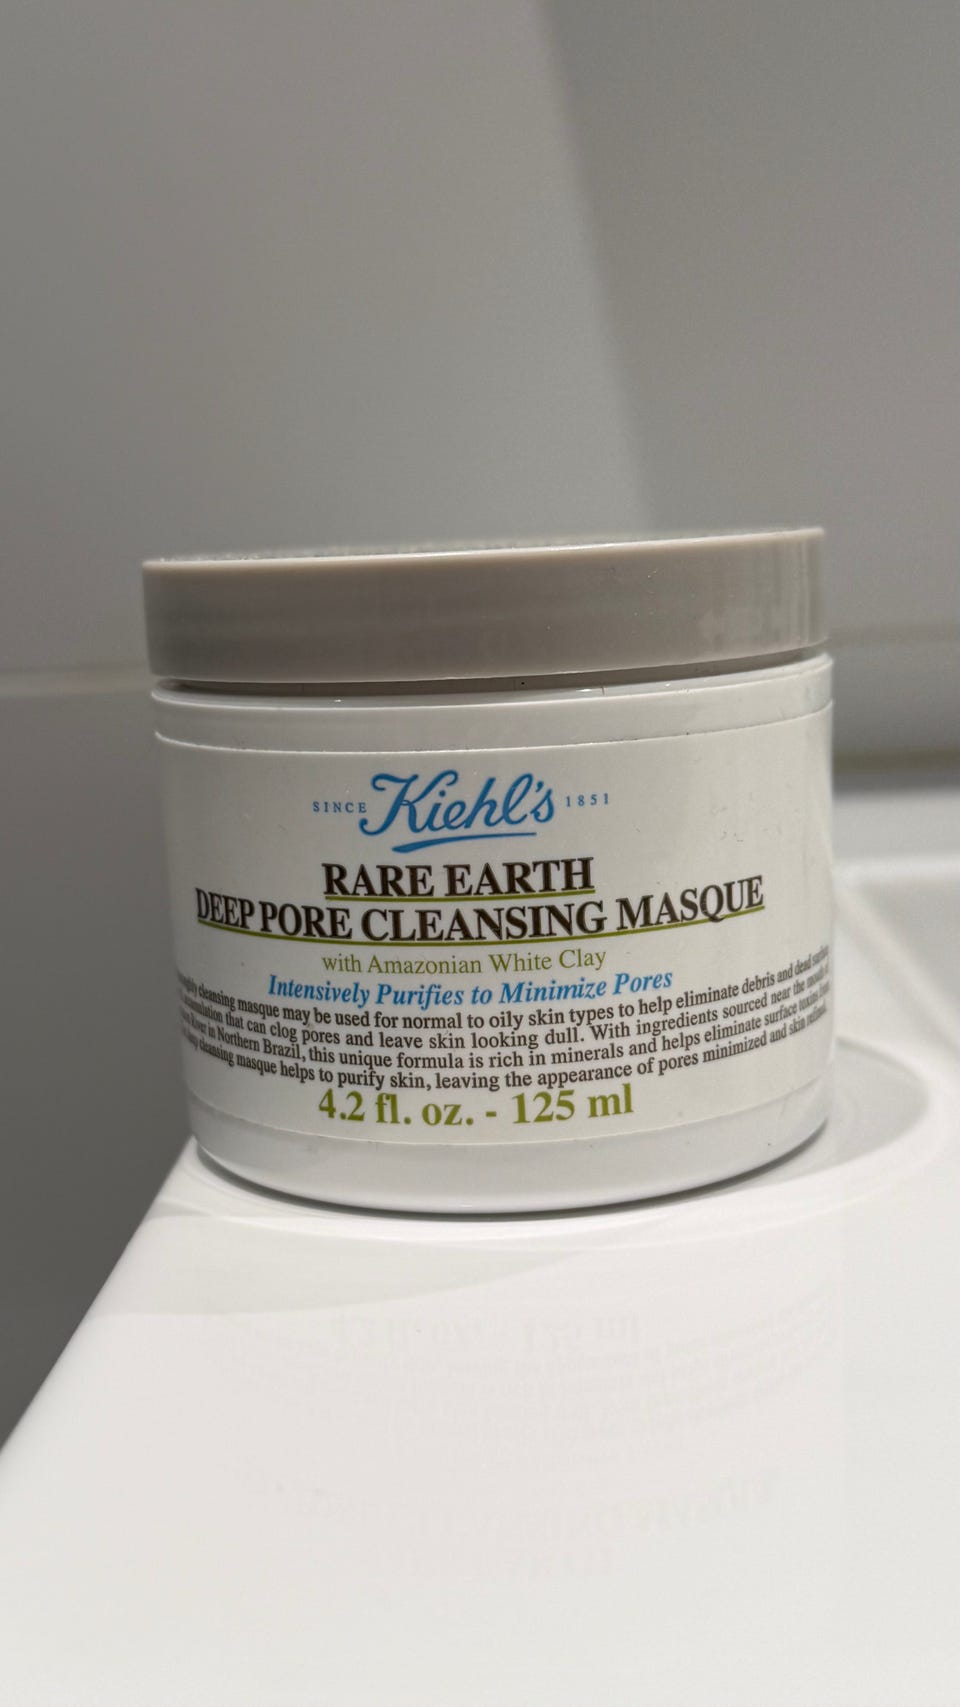 SINCE Kiehl's 1851
RARE EARTH
DEEP PORE CLEANSING MASQUE
with Amazonian White Clay
Intensively Purifies to Minimize Pores
cleansing masque may be used for normal to oily skin types to help eliminate debris and dead
that can clog pores and leave skin looking dull. With ingredients sourced near the mouth of
River in Northern Brazil, this unique formula is rich in minerals and helps eliminate surface toxins
cleansing masque helps to purify skin, leaving the appearance of pores minimized and skin
4.2 fl. oz. - 125 ml